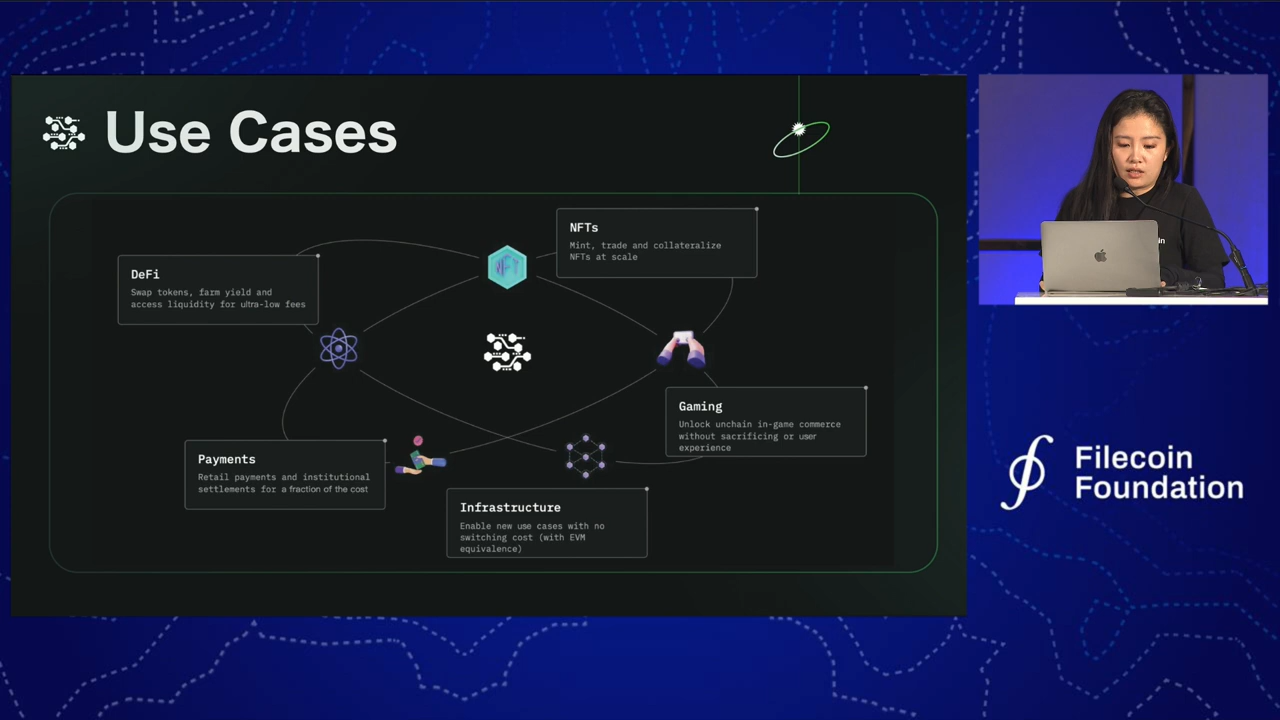 Use Cases
NFTs
Mint, trade and collateralize
NFTs at scale
DeFi
Swap tokens, farm yield and
access liquidity for ultra-low fees
Gaming
Unlock unchain in-game commerce
without sacrificing or user
experience
Payments
Retail payments and institutional
settlements for a fraction of the cost
Infrastructure
Enable new use cases with no
switching cost (with EVM
equivalence)
in
Filecoin
Foundation